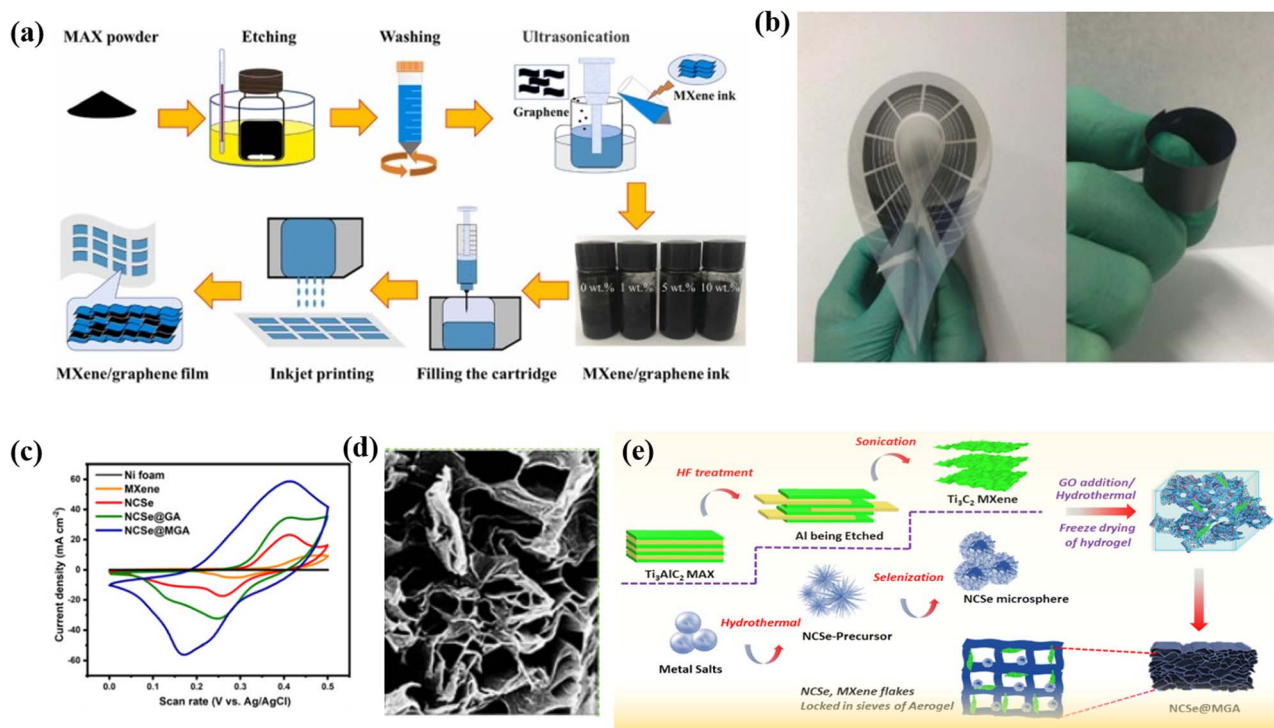 (a)
MAX powder
Etching
Washing
Ultrasonication
Graphene
MXene ink
0 wt.% 1 wt.% 5 wt.% 10 wt.%
MXene/graphene film
Inkjet printing
Filling the cartridge
MXene/graphene ink
(b)
(c)
Ni foam
MXene
NCSe
NCSe@GA
NCSe@MGA
Current density (mA cm⁻²)
60
40
20
0
-20
-40
-60
0.0 0.1 0.2 0.3 0.4 0.5
Scan rate (V vs. Ag/AgCl)
(d)
(e)
Sonication
HF treatment
Ti₃C₂ MXene
Al being Etched
Ti₃AlC₂ MAX
GO addition/
Hydrothermal
Freeze drying
of hydrogel
Selenization
NCSe microsphere
Hydrothermal
NCSe-Precursor
Metal Salts
NCSe, MXene flakes
Locked in sieves of Aerogel
NCSe@MGA